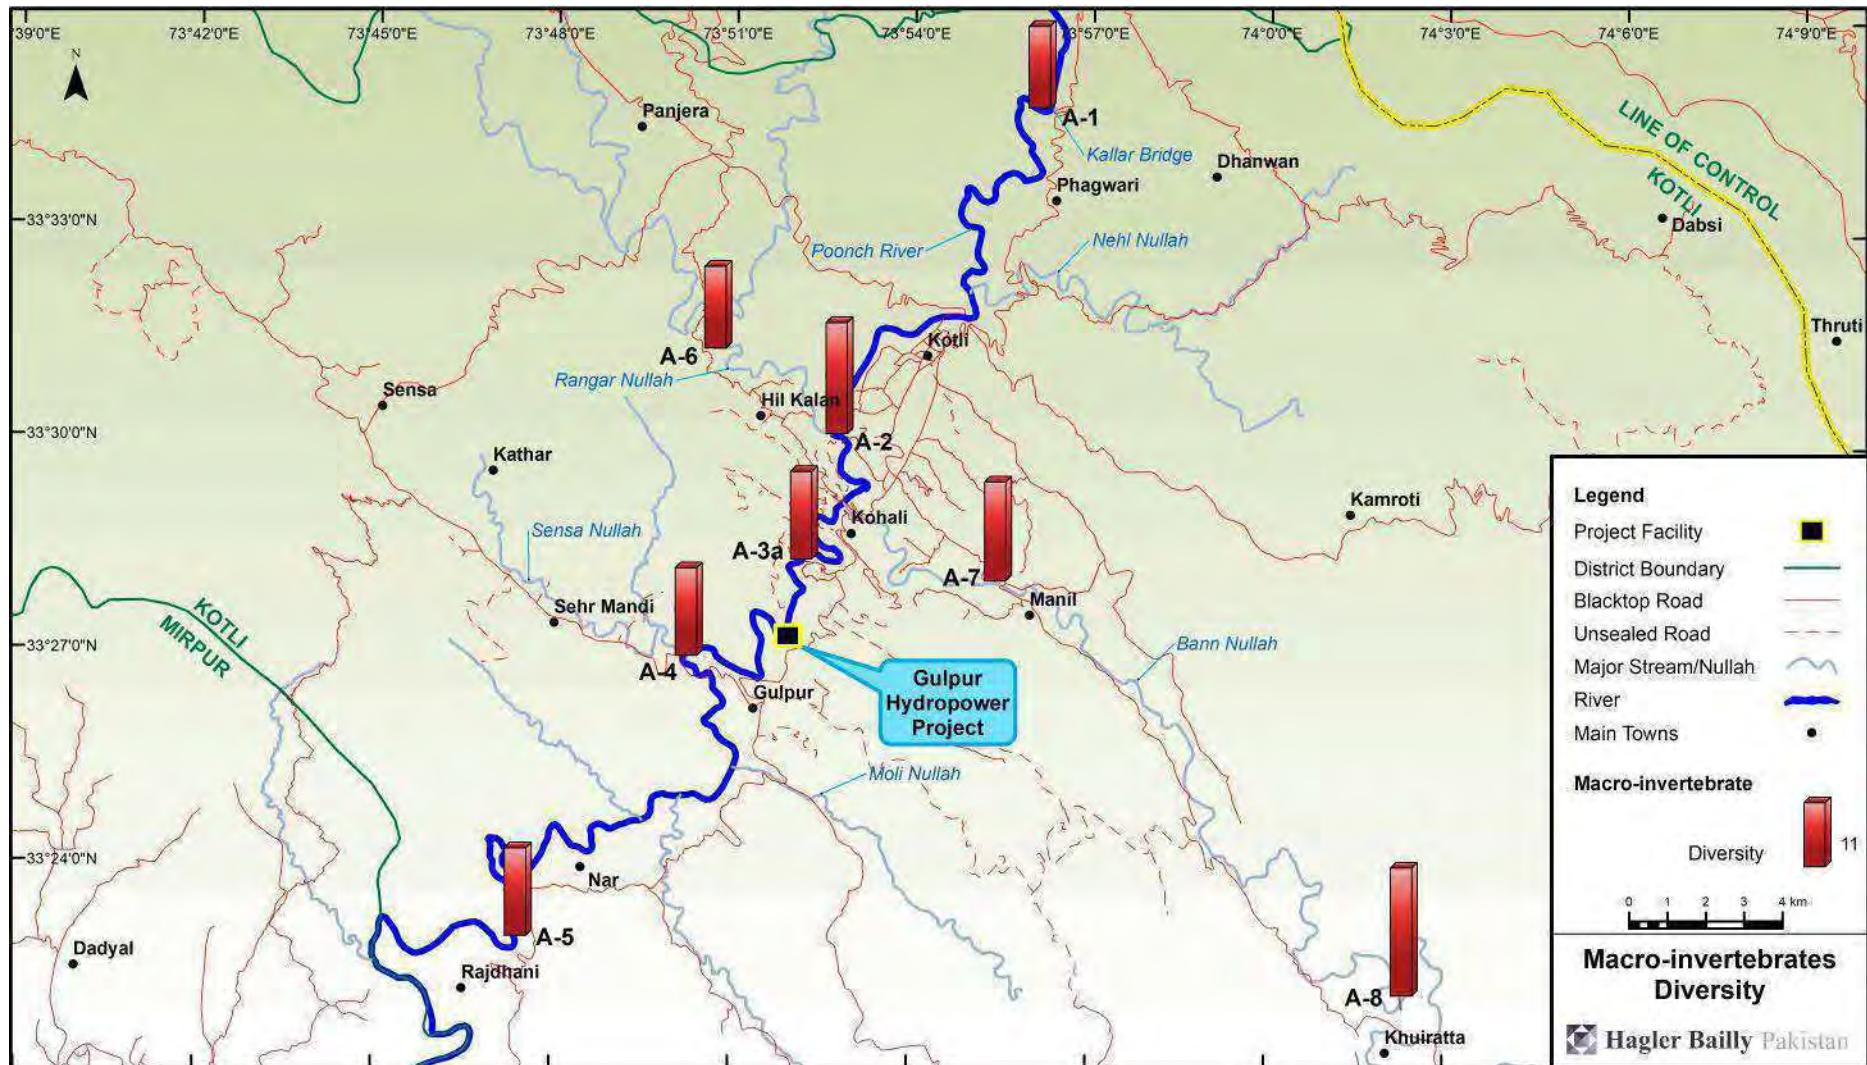 39'0"E
73°42'0"E
73°45'0"E
73°48'0"E
73°51'0"E
73°54'0"E
73°57'0"E
74°0'0"E
74°3'0"E
74°6'0"E
74°9'0"E
N
Panjera
A-1
Kallar Bridge
Dhanwan
LINE OF CONTROL
KOTLI
Phagwari
33°33'0"N
Dabsi
Poonch River
Nehl Nullah
Thruti
A-6
Kotli
Rangar Nullah
Sensa
Hil Kalan
33°30'0"N
A-2
Kathar
Kamroti
Kohali
Sensa Nullah
A-3a
A-7
Manil
KOTLI
MIRPUR
Sehr Mandi
33°27'0"N
Bann Nullah
A-4
Gulpur
Gulpur
Hydropower
Project
Moli Nullah
33°24'0"N
Nar
A-5
Dadyal
Rajdhani
A-8
Khuiratta
Legend
Project Facility
District Boundary
Blacktop Road
Unsealed Road
Major Stream/Nullah
River
Main Towns
Macro-invertebrate
Diversity
11
0 1 2 3 4 km
Macro-invertebrates
Diversity
Hagler Bailly Pakistan